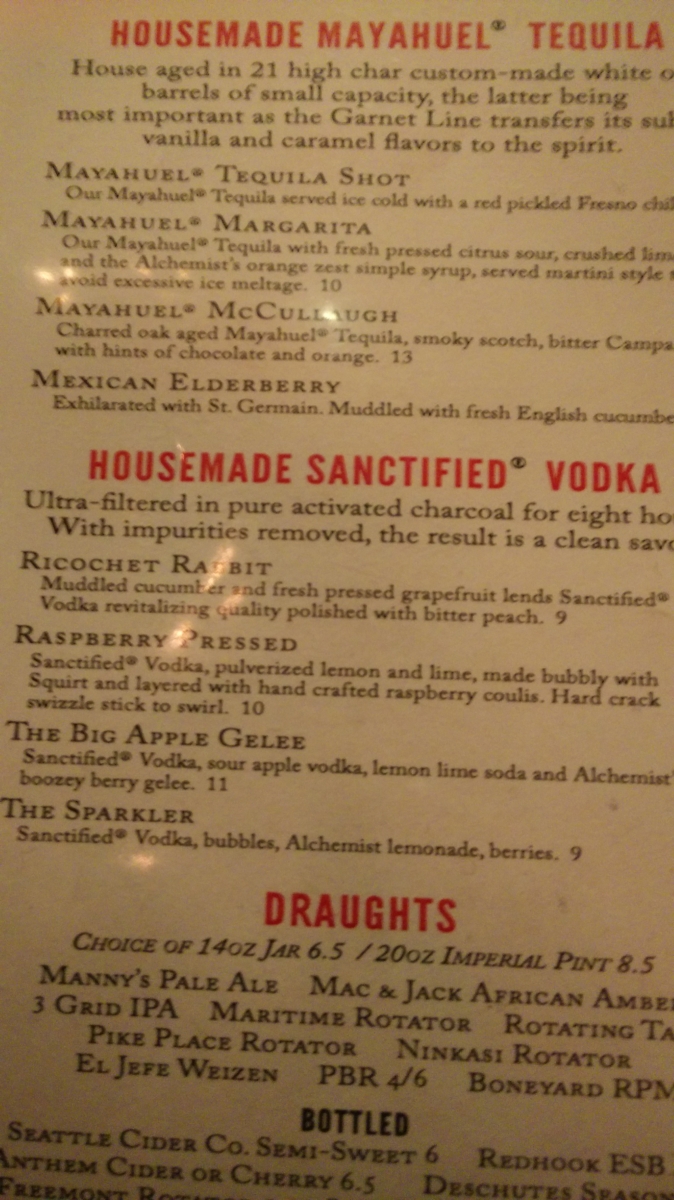 HOUSEMADE MAYAHUEL® TEQUILA
House aged in 21 high char custom-made white
barrels of small capacity, the latter being
most important as the Garnet Line transfers its
vanilla and caramel flavors to the spirit.
MAYAHUEL® TEQUILA SHOT
Our Mayahuel® Tequila served ice cold with a red pickled Fresno
MAYAHUEL® MARGARITA
Our Mayahuel® Tequila with fresh pressed citrus sour, crushed
and the Alchemist's orange zest simple syrup, served martini style
avoid excessive ice meltage. 10
MAYAHUEL® MCCULLAUGH
Charred oak aged Mayahuel® Tequila, smoky scotch, bitter
with hints of chocolate and orange. 13
MEXICAN ELDERBERRY
Exhilarated with St. Germain. Muddled with fresh English
HOUSEMADE SANCTIFIED® VODKA
Ultra-filtered in pure activated charcoal for eight
With impurities removed, the result is a clean
RICOCHET RABBIT
Muddled cucumber and fresh pressed grapefruit lends Sanctified®
Vodka revitalizing quality polished with bitter peach. 9
RASPBERRY PRESSED
Sanctified® Vodka, pulverized lemon and lime, made bubbly with
Squirt and layered with hand crafted raspberry coulis. Hard crack
swizzle stick to swirl. 10
THE BIG APPLE GELEE
Sanctified® Vodka, sour apple vodka, lemon lime soda and Alchemist'
boozey berry gelee. 11
THE SPARKLER
Sanctified® Vodka, bubbles, Alchemist lemonade, berries. 9
DRAUGHTS
CHOICE OF 14OZ JAR 6.5 / 20OZ IMPERIAL PINT 8.5
MANNY'S PALE ALE MAC & JACK AFRICAN
3 GRID IPA MARITIME ROTATOR ROTATING
PIKE PLACE ROTATOR NINKASI ROTATOR
EL JEFE WEIZEN PBR 4/6 BONEYARD RPM
BOTTLED
SEATTLE CIDER CO. SEMI-SWEET 6 REDHOOK ESB
ANTHEM CIDER OR CHERRY 6.5 DESCHUTES
FREEMONT